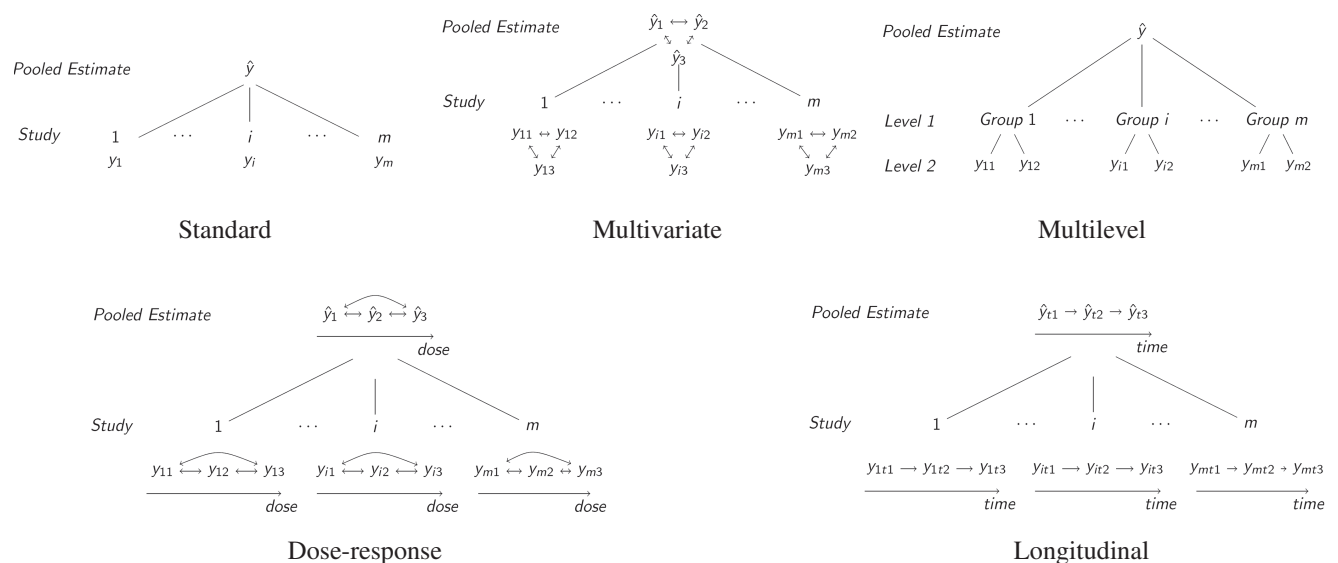 Pooled Estimate ŷ
Study 1 ··· i ··· m
y₁ yᵢ yₘ
Standard
Pooled Estimate ŷ₁ ↔ ŷ₂
ŷ₃
Study 1 ··· i ··· m
y₁₁ ↔ y₁₂ yᵢ₁ ↔ yᵢ₂ yₘ₁ ↔ yₘ₂
y₁₃ yᵢ₃ yₘ₃
Multivariate
Pooled Estimate ŷ
Level 1 Group 1 ··· Group i ··· Group m
Level 2 y₁₁ y₁₂ yᵢ₁ yᵢ₂ yₘ₁ yₘ₂
Multilevel
Pooled Estimate ŷ₁ ↔ ŷ₂ ↔ ŷ₃
dose
Study 1 ··· i ··· m
y₁₁ ↔ y₁₂ ↔ y₁₃ yᵢ₁ ↔ yᵢ₂ ↔ yᵢ₃ yₘ₁ ↔ yₘ₂ ↔ yₘ₃
dose dose dose
Dose-response
Pooled Estimate ŷₜ₁ → ŷₜ₂ → ŷₜ₃
time
Study 1 ··· i ··· m
y₁ₜ₁ → y₁ₜ₂ → y₁ₜ₃ yᵢₜ₁ → yᵢₜ₂ → yᵢₜ₃ yₘₜ₁ → yₘₜ₂ → yₘₜ₃
time time time
Longitudinal